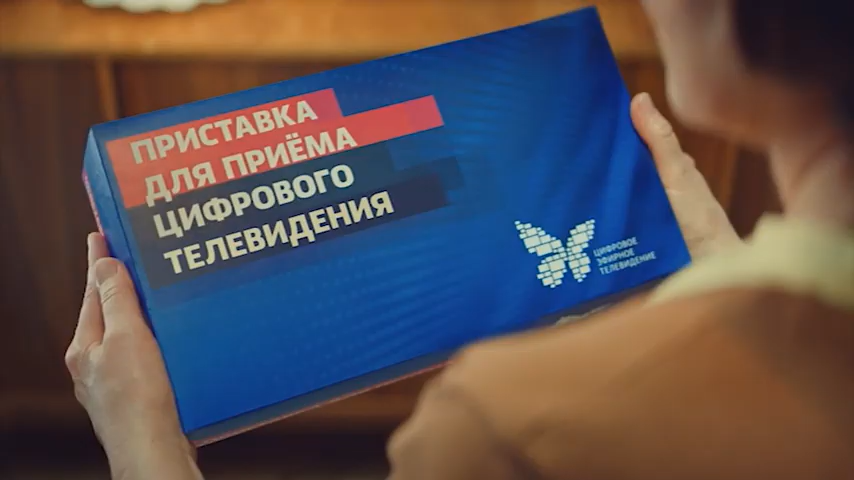 ПРИСТАВКА
ДЛЯ ПРИЁМА
ЦИФРОВОГО
ТЕЛЕВИДЕНИЯ
ЦИФРОВОЕ
ЭФИРНОЕ
ТЕЛЕВИДЕНИЕ